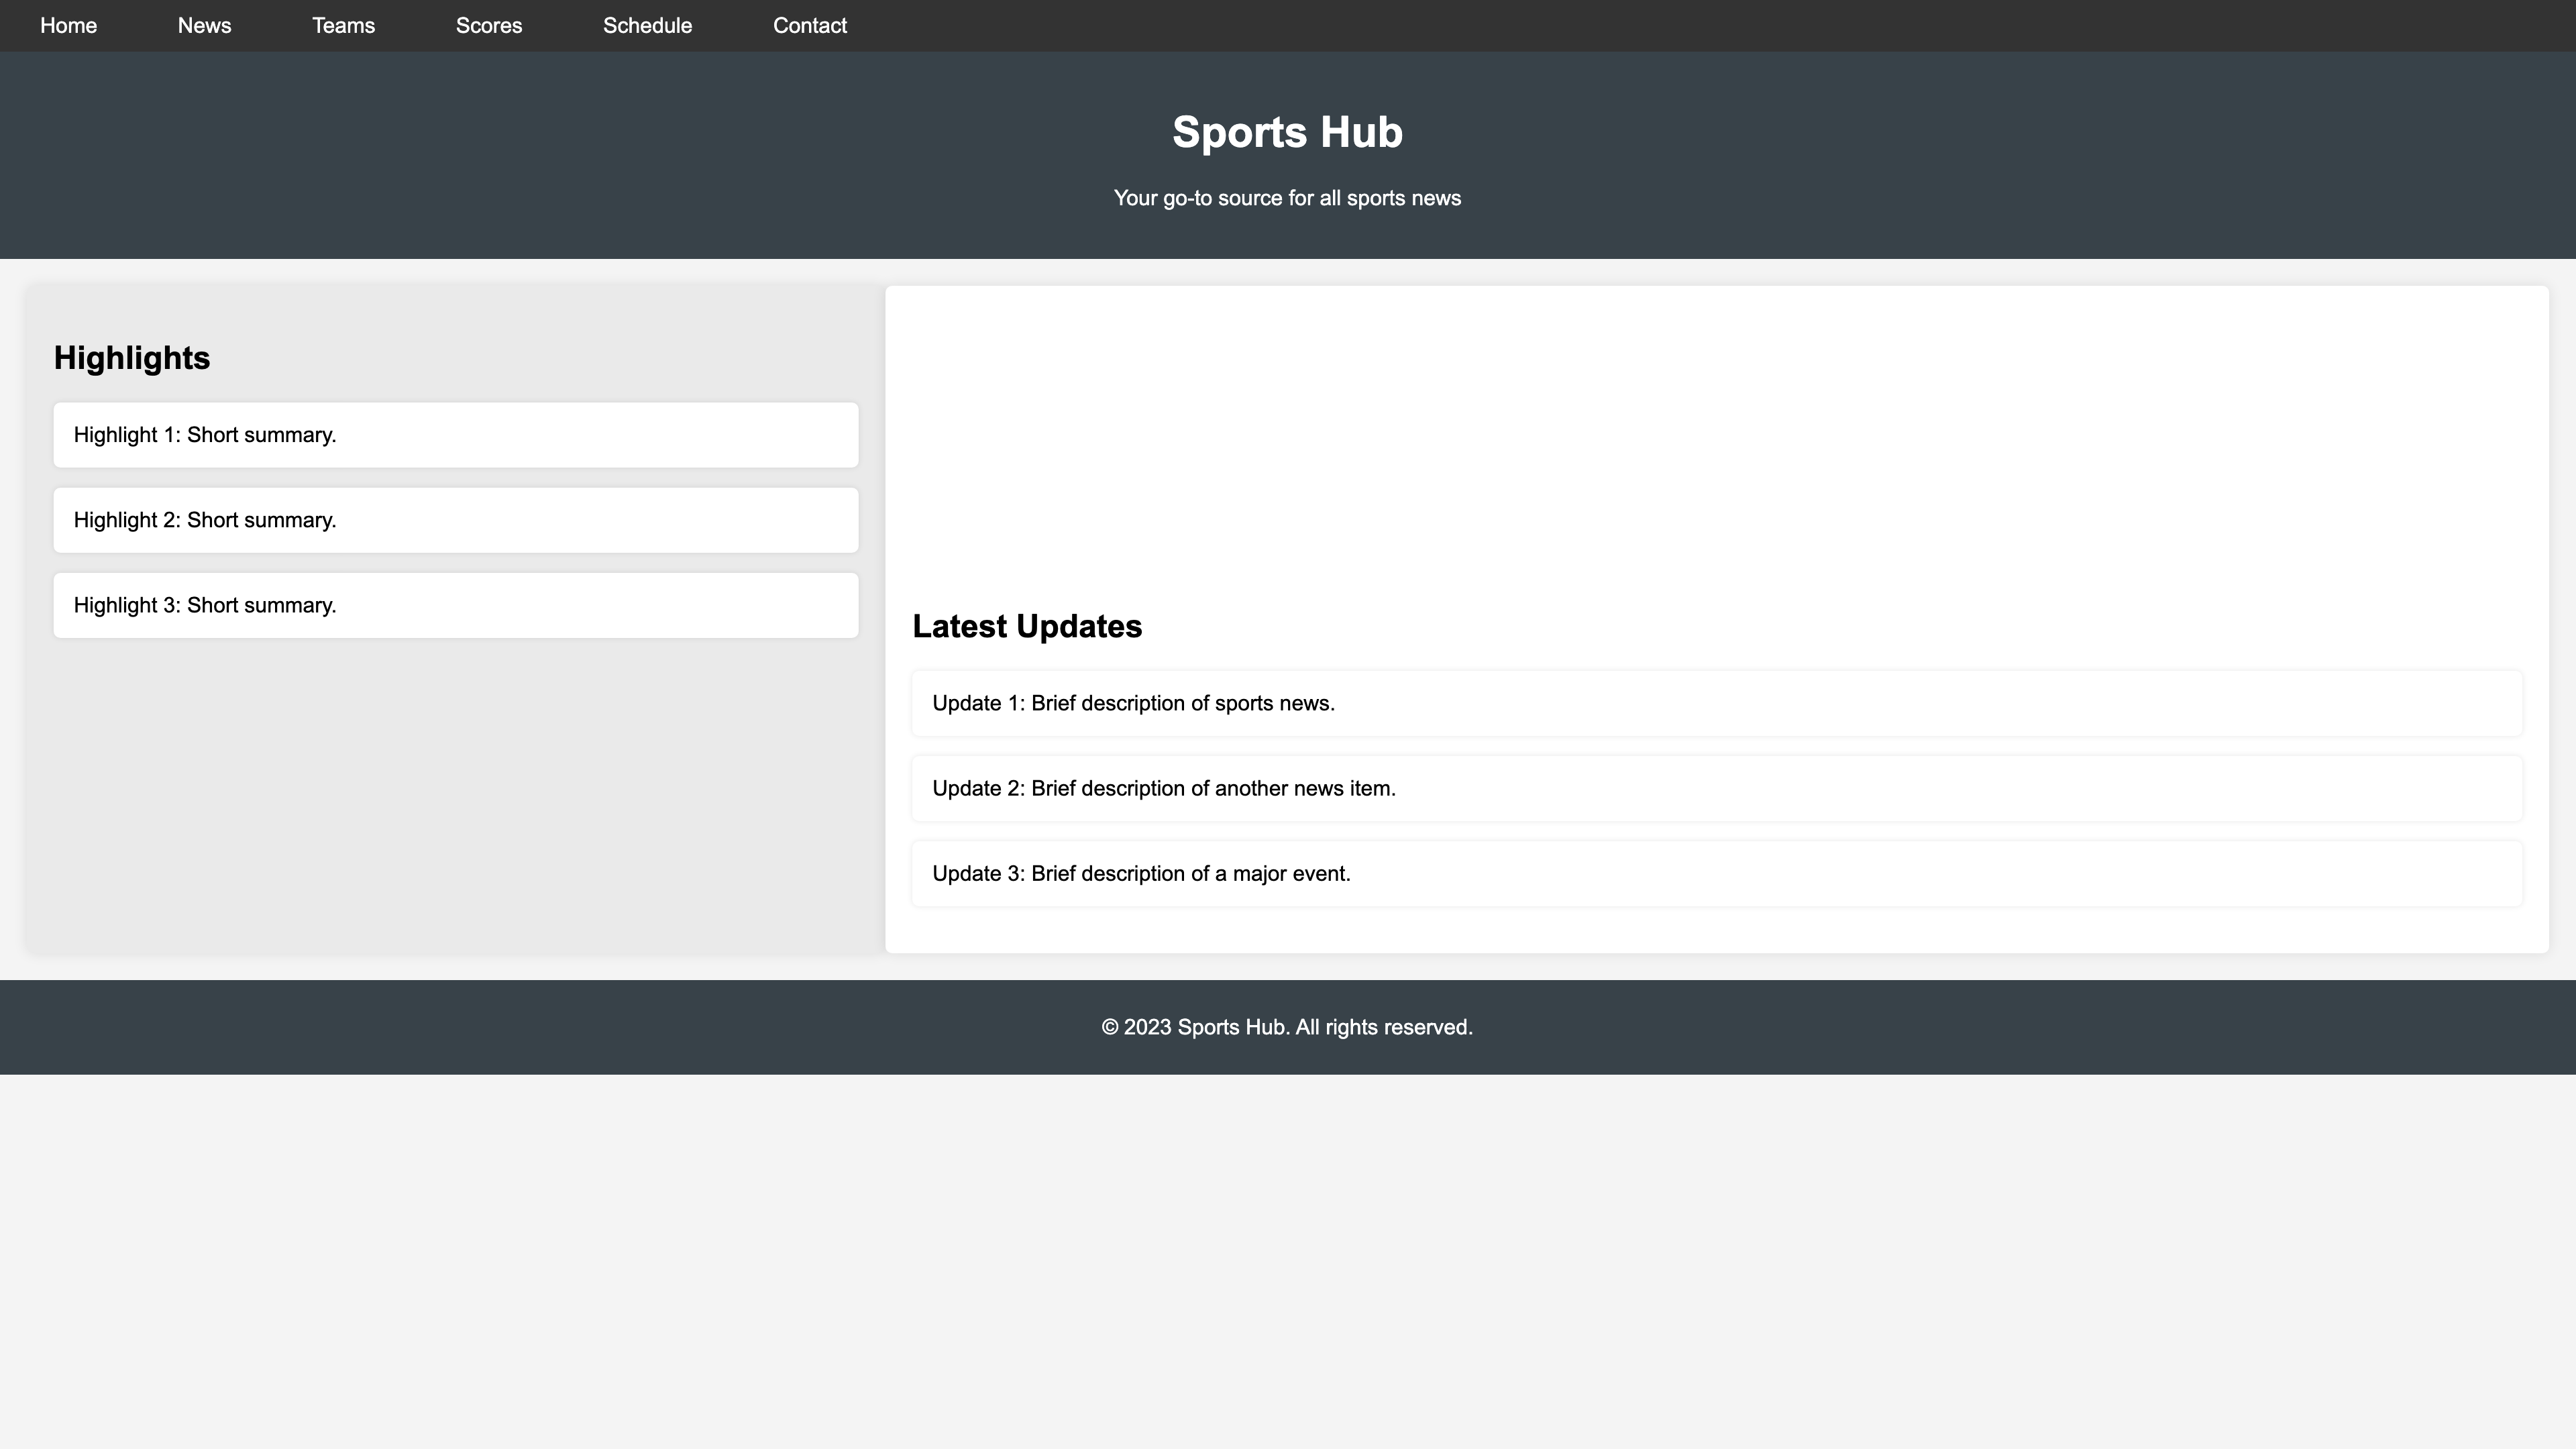 Home News Teams Scores Schedule Contact
Sports Hub
Your go-to source for all sports news
Highlights
Highlight 1: Short summary.
Highlight 2: Short summary.
Highlight 3: Short summary.
Latest Updates
Update 1: Brief description of sports news.
Update 2: Brief description of another news item.
Update 3: Brief description of a major event.
© 2023 Sports Hub. All rights reserved.